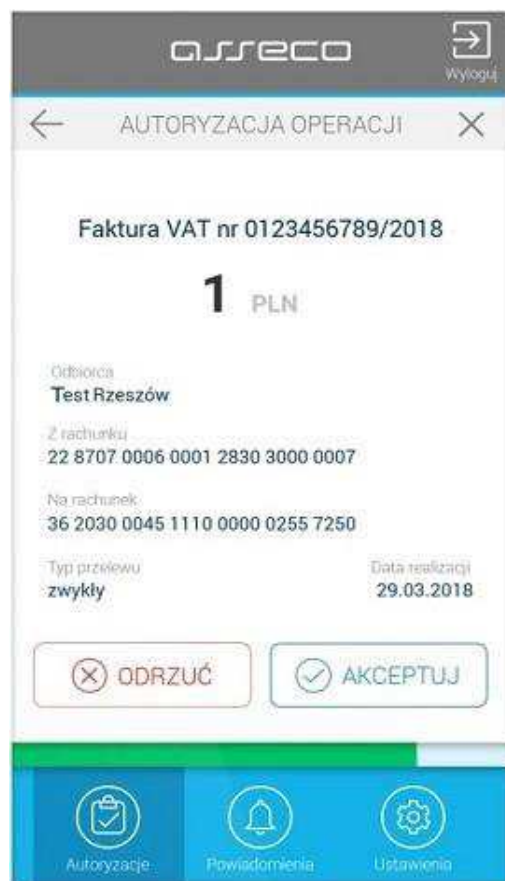 asseco
Wyloguj
AUTORYZACJA OPERACJI
Faktura VAT nr 0123456789/2018
1 PLN
Odbiorca
Test Rzeszów
Z rachunku
22 8707 0006 0001 2830 3000 0007
Na rachunek
36 2030 0045 1110 0000 0255 7250
Typ przelewu Data realizacji
zwykły 29.03.2018
ODRZUĆ AKCEPTUJ
Autoryzacje Powiadomienia Ustawienia